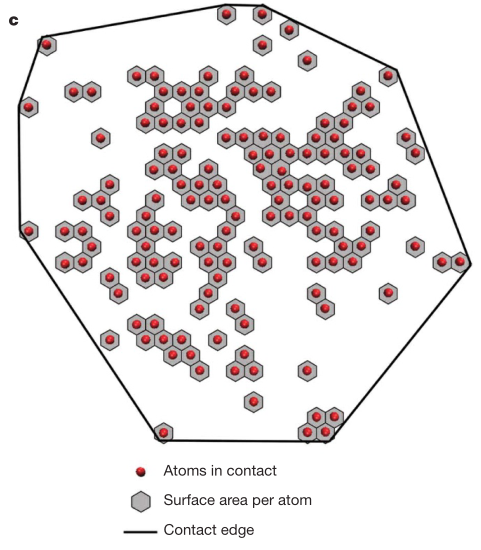 c
Atoms in contact
Surface area per atom
Contact edge